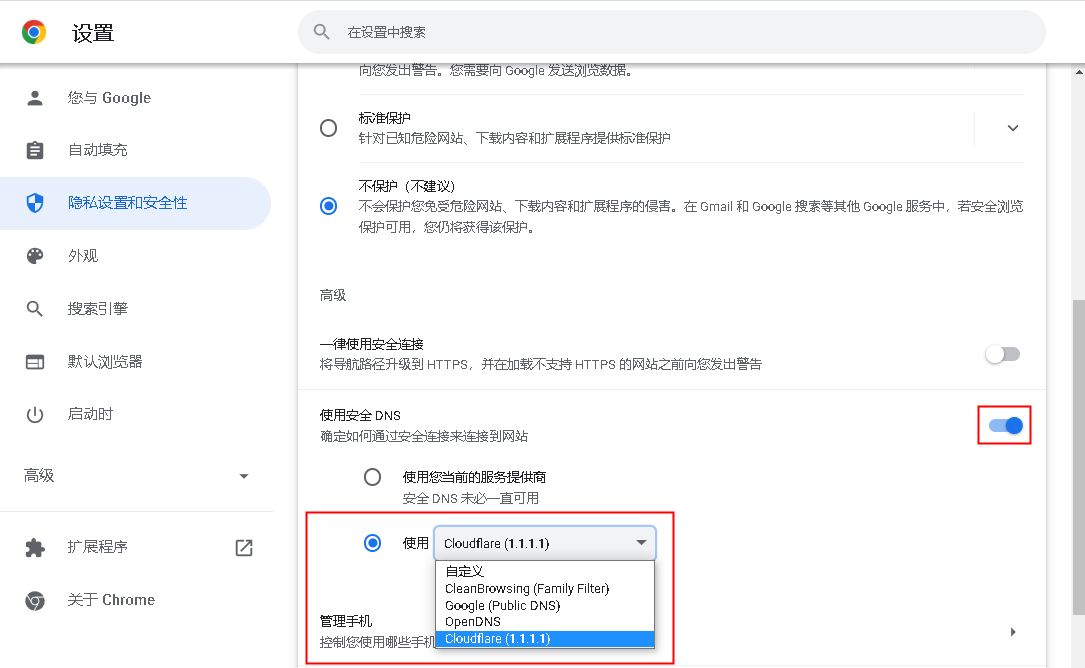 设置
在设置中搜索
您与 Google
自动填充
隐私设置和安全性
外观
搜索引擎
默认浏览器
启动时
高级
扩展程序
关于 Chrome
向您发出警告。您需要向 Google 发送浏览数据。
标准保护
针对已知危险网站、下载内容和扩展程序提供标准保护
不保护（不建议）
不会保护您免受危险网站、下载内容和扩展程序的侵害。在 Gmail 和 Google 搜索等其他 Google 服务中，若安全浏览
保护可用，您仍将获得该保护。
高级
一律使用安全连接
将导航路径升级到 HTTPS，并在加载不支持 HTTPS 的网站之前向您发出警告
使用安全 DNS
确定如何通过安全连接来连接到网站
使用您当前的服务提供商
安全 DNS 未必一直可用
使用 Cloudflare (1.1.1.1)
自定义
CleanBrowsing (Family Filter)
Google (Public DNS)
OpenDNS
Cloudflare (1.1.1.1)
管理手机
控制您使用哪些手机